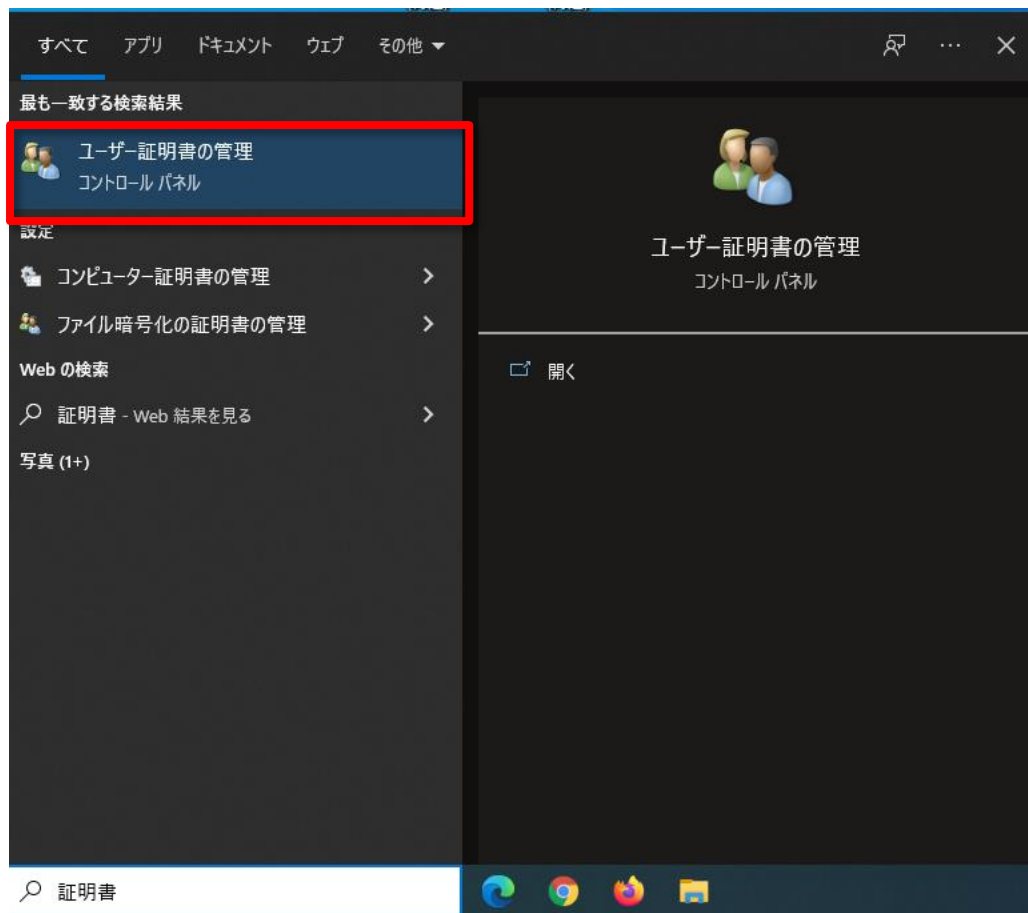 すべて アプリ ドキュメント ウェブ その他
最も一致する検索結果
ユーザー証明書の管理
コントロール パネル
設定
コンピューター証明書の管理
ファイル暗号化の証明書の管理
Web の検索
証明書 - Web 結果を見る
写真 (1+)
ユーザー証明書の管理
コントロール パネル
開く
証明書